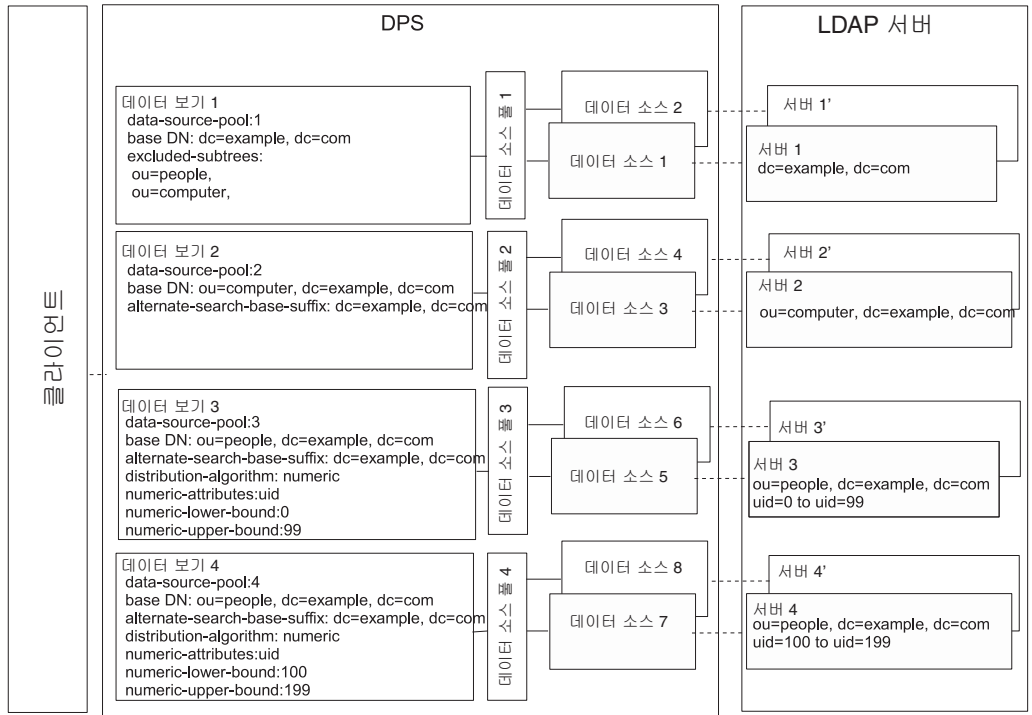 DPS
LDAP 서버
클라이언트
데이터 보기 1
data-source-pool:1
base DN: dc=example, dc=com
excluded-subtrees:
ou=people,
ou=computer,
데이터 소스 풀 1
데이터 소스 2
데이터 소스 1
서버 1’
서버 1
dc=example, dc=com
데이터 보기 2
data-source-pool:2
base DN: ou=computer, dc=example, dc=com
alternate-search-base-suffix: dc=example, dc=com
데이터 소스 풀 2
데이터 소스 4
데이터 소스 3
서버 2’
서버 2
ou=computer, dc=example, dc=com
데이터 보기 3
data-source-pool:3
base DN: ou=people, dc=example, dc=com
alternate-search-base-suffix: dc=example, dc=com
distribution-algorithm: numeric
numeric-attributes:uid
numeric-lower-bound:0
numeric-upper-bound:99
데이터 소스 풀 3
데이터 소스 6
데이터 소스 5
서버 3’
서버 3
ou=people, dc=example, dc=com
uid=0 to uid=99
데이터 보기 4
data-source-pool:4
base DN: ou=people, dc=example, dc=com
alternate-search-base-suffix: dc=example, dc=com
distribution-algorithm: numeric
numeric-attributes:uid
numeric-lower-bound:100
numeric-upper-bound:199
데이터 소스 풀 4
데이터 소스 8
데이터 소스 7
서버 4’
서버 4
ou=people, dc=example, dc=com
uid=100 to uid=199